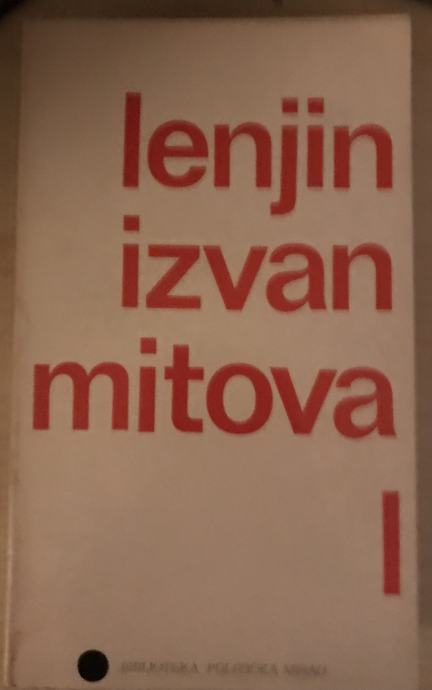 lenjin
izvan
mitova
I
BIBLIOTEKA POLITIČKA MISAO